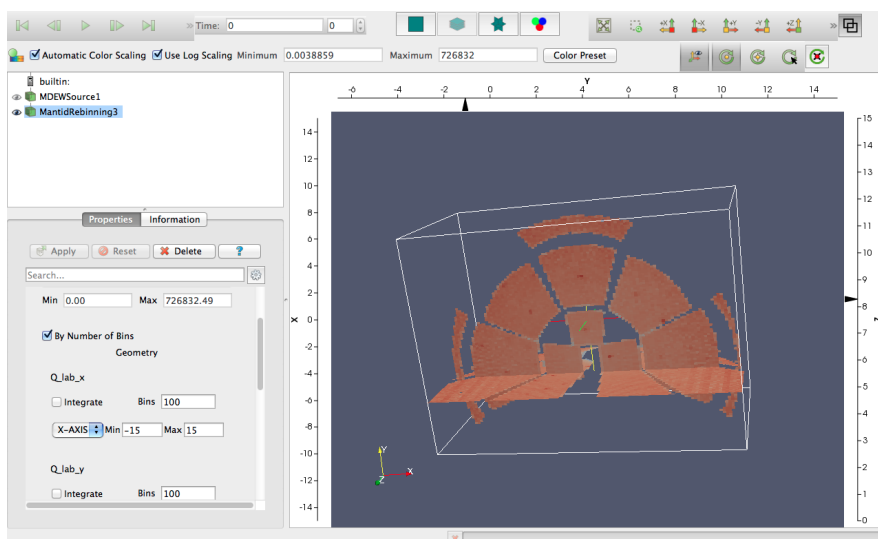 Time: 0 0
+X -X +Y -Y +Z
Automatic Color Scaling Use Log Scaling Minimum 0.0038859 Maximum 726832 Color Preset
builtin:
MDEWSource1
MantidRebinning3
Properties Information
Apply Reset Delete ?
Search...
Min 0.00 Max 726832.49
By Number of Bins
Geometry
Q_lab_x
Integrate Bins 100
X-AXIS Min -15 Max 15
Q_lab_y
Integrate Bins 100
Y
-6 -4 -2 0 2 4 6 8 10 12 14
X
14
12
10
8
6
4
2
0
-2
-4
-6
-8
-10
-12
-14
15
14
13
12
11
10
9
8
7
6
5
4
3
2
1
0
Z
Y
X
Z